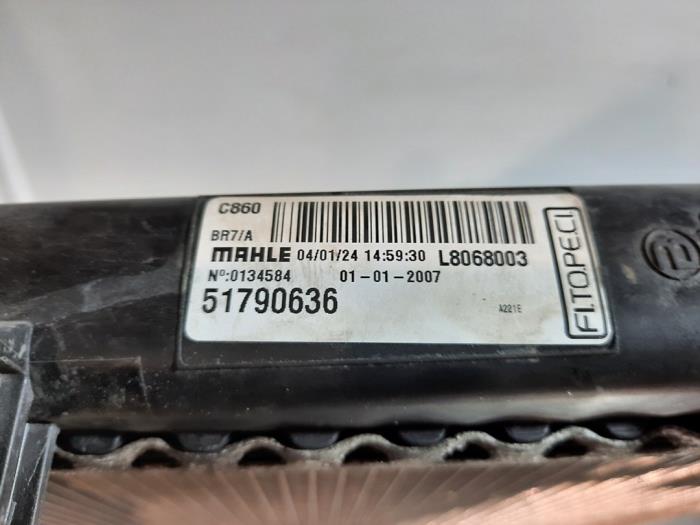 C860
BR7/A
MAHLE 04/01/24 14:59:30 L8068003
Nº:0134584 01-01-2007
51790636
A221E
FI.TO.PE.CI